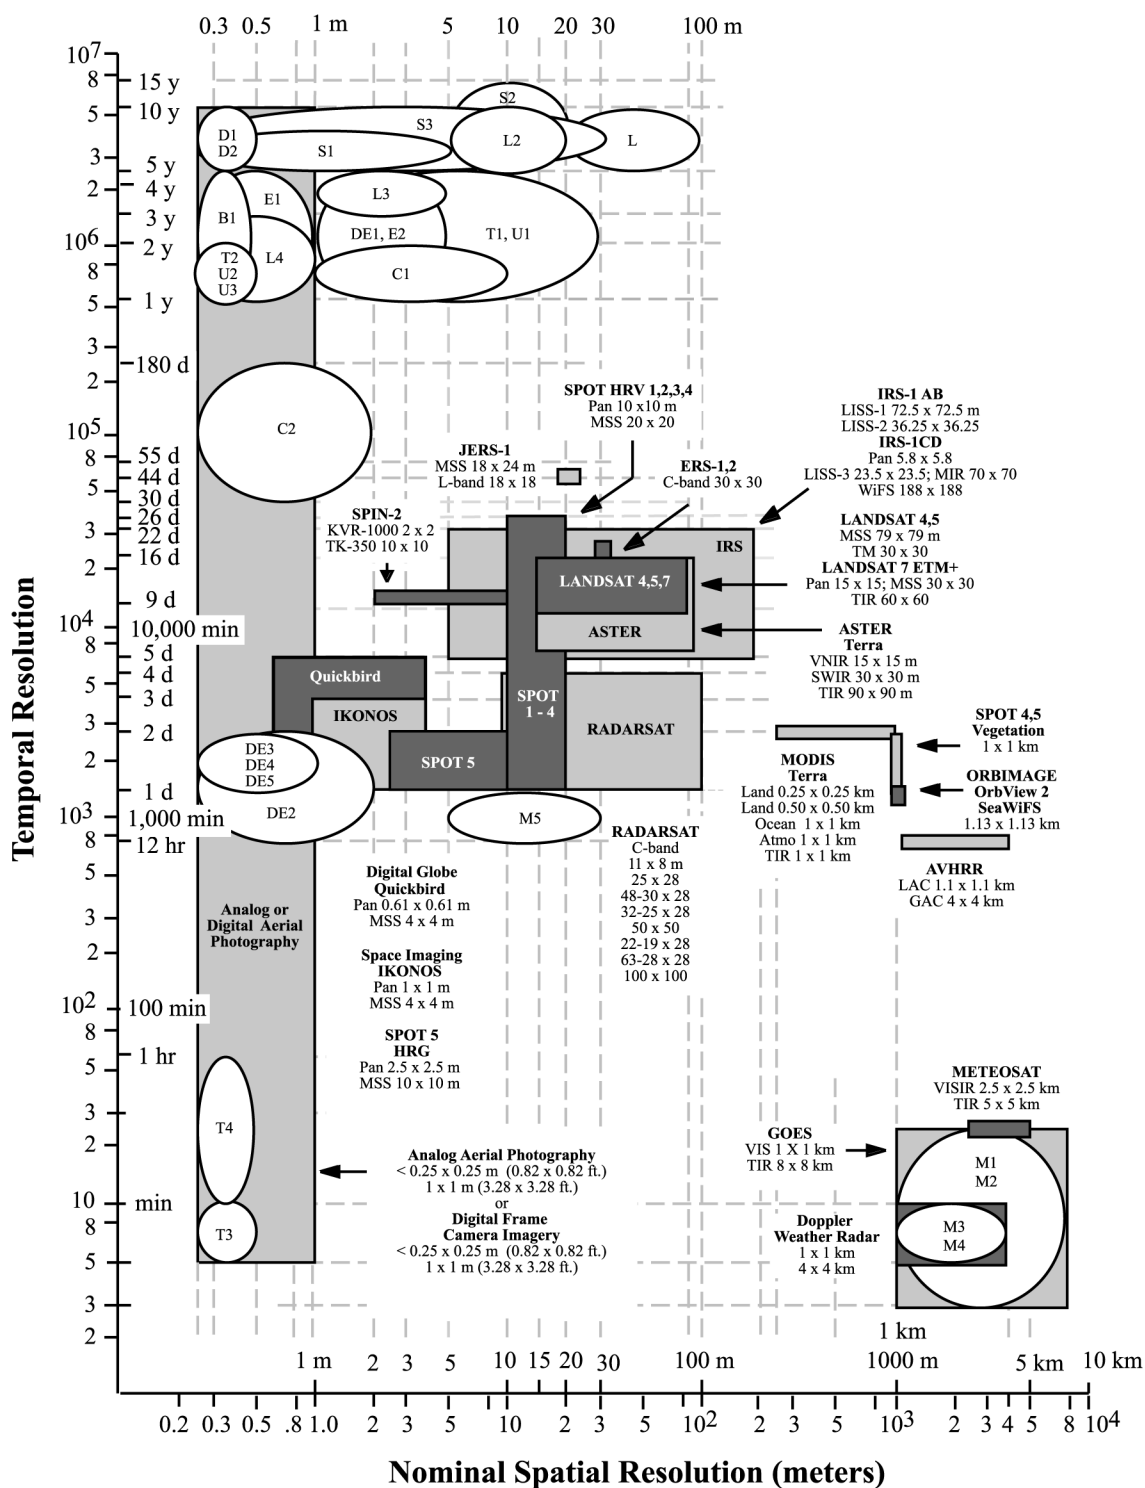 0.3 0.5 1 m 5 10 20 30 100 m
10⁷
8 15 y
5 10 y
3 5 y
2 4 y
3 y
10⁶ 2 y
8
5 1 y
3
180 d
2
10⁵
8 55 d
44 d
5 30 d
26 d
3 22 d
16 d
2
9 d
10⁴
10,000 min
8
5 d
5 4 d
3 d
3
2 d
2
1 d
10³
1,000 min
8 12 hr
5
3
2
10² 100 min
8
1 hr
5
3
2
10 min
8
5
3
2
Temporal Resolution
S2
D1
D2
S3
S1
L2
L
B1
E1
L3
DE1, E2
T1, U1
T2
U2
U3
L4
C1
C2
SPOT HRV 1,2,3,4
Pan 10 x10 m
MSS 20 x 20
JERS-1
MSS 18 x 24 m
L-band 18 x 18
ERS-1,2
C-band 30 x 30
IRS-1 AB
LISS-1 72.5 x 72.5 m
LISS-2 36.25 x 36.25
IRS-1CD
Pan 5.8 x 5.8
LISS-3 23.5 x 23.5; MIR 70 x 70
WiFS 188 x 188
SPIN-2
KVR-1000 2 x 2
TK-350 10 x 10
LANDSAT 4,5
MSS 79 x 79 m
TM 30 x 30
LANDSAT 7 ETM+
Pan 15 x 15; MSS 30 x 30
TIR 60 x 60
IRS
LANDSAT 4,5,7
ASTER
ASTER
Terra
VNIR 15 x 15 m
SWIR 30 x 30 m
TIR 90 x 90 m
Quickbird
IKONOS
SPOT
1 - 4
RADARSAT
SPOT 5
DE3
DE4
DE5
DE2
M5
SPOT 4,5
Vegetation
1 x 1 km
MODIS
Terra
Land 0.25 x 0.25 km
Land 0.50 x 0.50 km
Ocean 1 x 1 km
Atmo 1 x 1 km
TIR 1 x 1 km
ORBIMAGE
OrbView 2
SeaWiFS
1.13 x 1.13 km
AVHRR
LAC 1.1 x 1.1 km
GAC 4 x 4 km
RADARSAT
C-band
11 x 8 m
25 x 28
48-30 x 28
32-25 x 28
50 x 50
22-19 x 28
63-28 x 28
100 x 100
Digital Globe
Quickbird
Pan 0.61 x 0.61 m
MSS 4 x 4 m
Space Imaging
IKONOS
Pan 1 x 1 m
MSS 4 x 4 m
SPOT 5
HRG
Pan 2.5 x 2.5 m
MSS 10 x 10 m
Analog or
Digital Aerial
Photography
T4
T3
Analog Aerial Photography
< 0.25 x 0.25 m (0.82 x 0.82 ft.)
1 x 1 m (3.28 x 3.28 ft.)
or
Digital Frame
Camera Imagery
< 0.25 x 0.25 m (0.82 x 0.82 ft.)
1 x 1 m (3.28 x 3.28 ft.)
METEOSAT
VISIR 2.5 x 2.5 km
TIR 5 x 5 km
GOES
VIS 1 X 1 km
TIR 8 x 8 km
M1
M2
Doppler
Weather Radar
1 x 1 km
4 x 4 km
M3
M4
1 km
1 m 2 3 5 10 15 20 30 100 m 1000 m 5 km 10 km
0.2 0.3 0.5 .8 1.0 2 3 5 8 10 2 3 5 8 10² 2 3 5 8 10³ 2 3 4 5 8 10⁴
Nominal Spatial Resolution (meters)